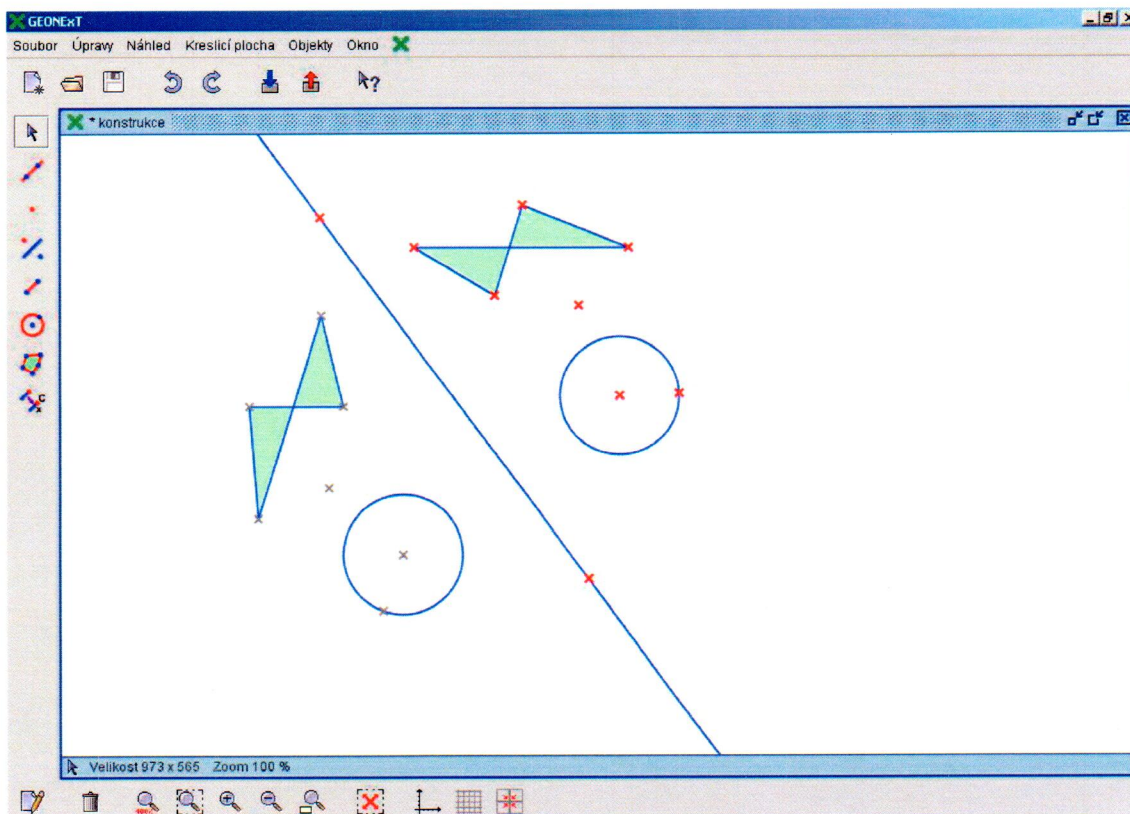 GEONExT
Soubor Úpravy Náhled Kreslicí plocha Objekty Okno
* konstrukce
Velikost 973 x 565 Zoom 100 %